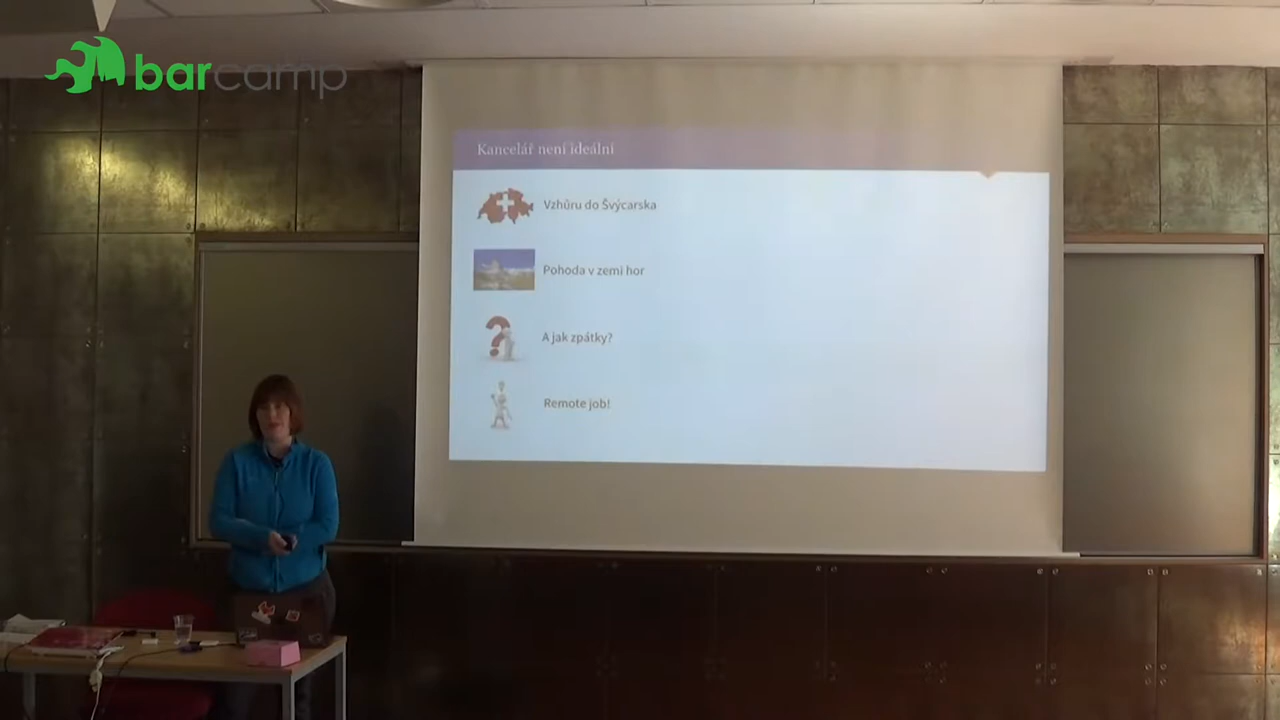 barcamp
Kancelář není ideální
Vzhůru do Švýcarska
Pohoda v zemi hor
A jak zpátky?
Remote job!